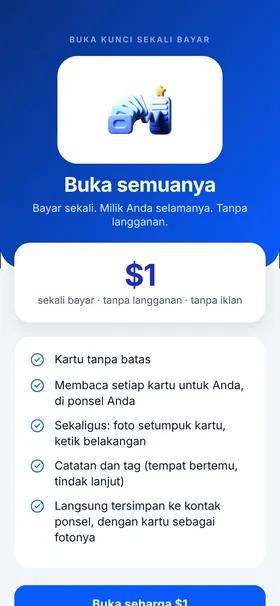 BUKA KUNCI SEKALI BAYAR
Buka semuanya
Bayar sekali. Milik Anda selamanya. Tanpa
langganan.
$1
sekali bayar · tanpa langganan · tanpa iklan
Kartu tanpa batas
Membaca setiap kartu untuk Anda,
di ponsel Anda
Sekaligus: foto setumpuk kartu,
ketik belakangan
Catatan dan tag (tempat bertemu,
tindak lanjut)
Langsung tersimpan ke kontak
ponsel, dengan kartu sebagai
fotonya
Buka seharga $1